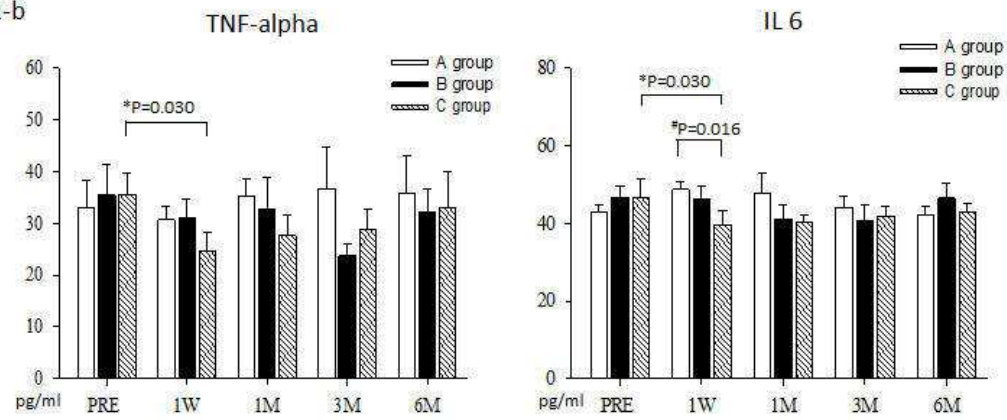 -b
TNF-alpha
A group
B group
C group
*P=0.030
60
50
40
30
20
10
0
pg/ml PRE 1W 1M 3M 6M
IL 6
A group
B group
C group
*P=0.030
#P=0.016
80
60
40
20
0
pg/ml PRE 1W 1M 3M 6M